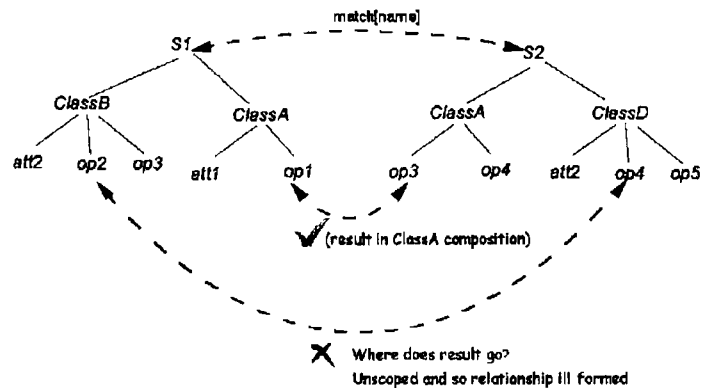 match[name]
S1 S2
ClassB ClassA ClassA ClassD
att2 op2 op3 att1 op1 op3 op4 att2 op4 op5
(result in ClassA composition)
Where does result go?
Unscoped and so relationship ill formed